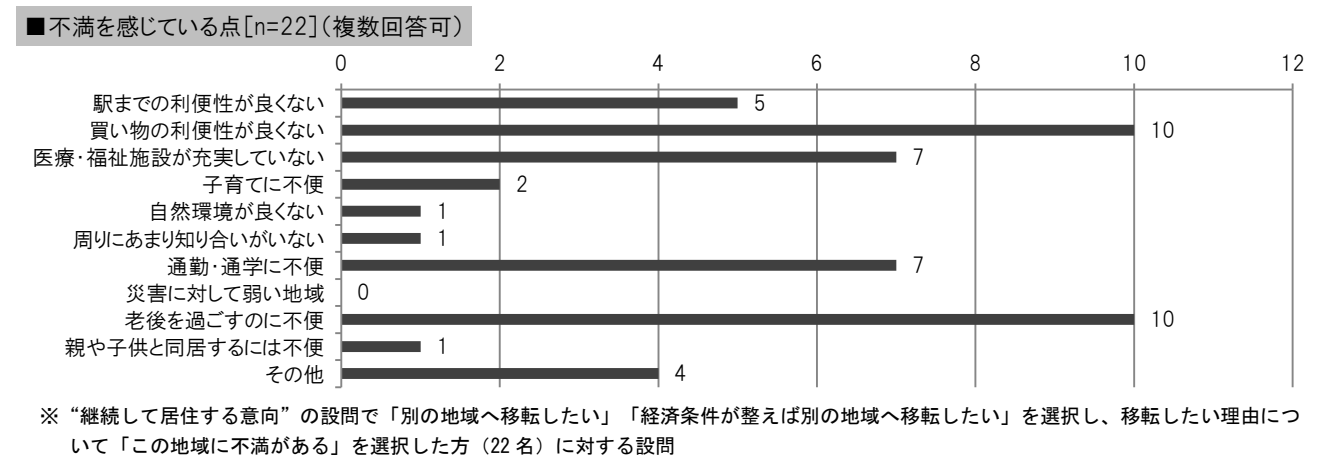 ■不満を感じている点[n=22](複数回答可)
0 2 4 6 8 10 12
駅までの利便性が良くない 5
買い物の利便性が良くない 10
医療・福祉施設が充実していない 7
子育てに不便 2
自然環境が良くない 1
周りにあまり知り合いがいない 1
通勤・通学に不便 7
災害に対して弱い地域 0
老後を過ごすのに不便 10
親や子供と同居するには不便 1
その他 4
※ “継続して居住する意向”の設問で「別の地域へ移転したい」「経済条件が整えば別の地域へ移転したい」を選択し、移転したい理由につ
いて「この地域に不満がある」を選択した方（22 名）に対する設問